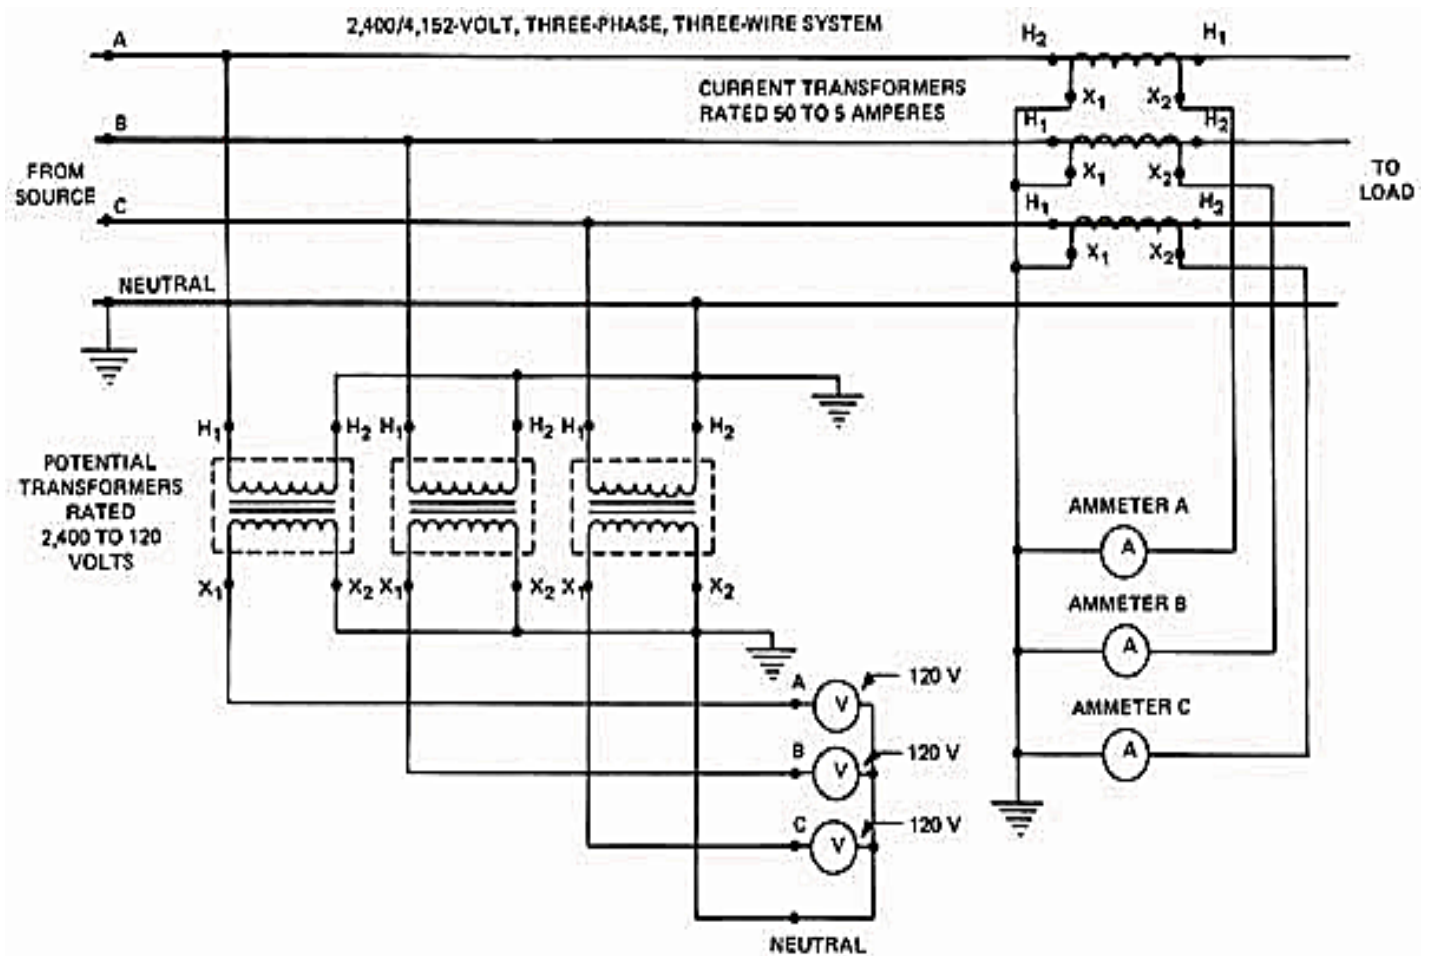 2,400/4,152-VOLT, THREE-PHASE, THREE-WIRE SYSTEM
A
H2 H1
CURRENT TRANSFORMERS
RATED 50 TO 5 AMPERES
X1 X2
B
H1 H2
FROM
SOURCE
X1 X2
TO
LOAD
C
H1 H2
X1 X2
NEUTRAL
H1 H2 H1 H2 H1 H2
POTENTIAL
TRANSFORMERS
RATED
2,400 TO 120
VOLTS
X1 X2 X1 X2 X1 X2
AMMETER A
A
AMMETER B
A
AMMETER C
A
A V 120 V
B V 120 V
C V 120 V
NEUTRAL